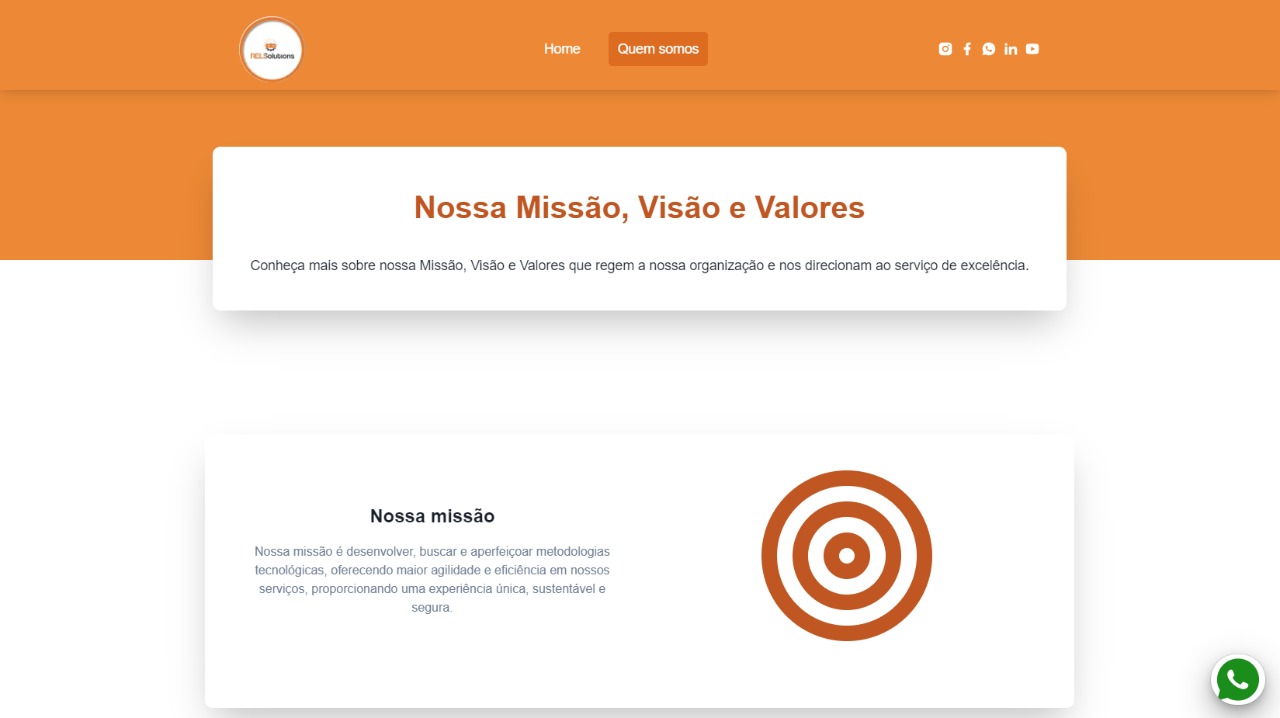 RELSolutions
Home
Quem somos
Nossa Missão, Visão e Valores
Conheça mais sobre nossa Missão, Visão e Valores que regem a nossa organização e nos direcionam ao serviço de excelência.
Nossa missão
Nossa missão é desenvolver, buscar e aperfeiçoar metodologias
tecnológicas, oferecendo maior agilidade e eficiência em nossos
serviços, proporcionando uma experiência única, sustentável e
segura.